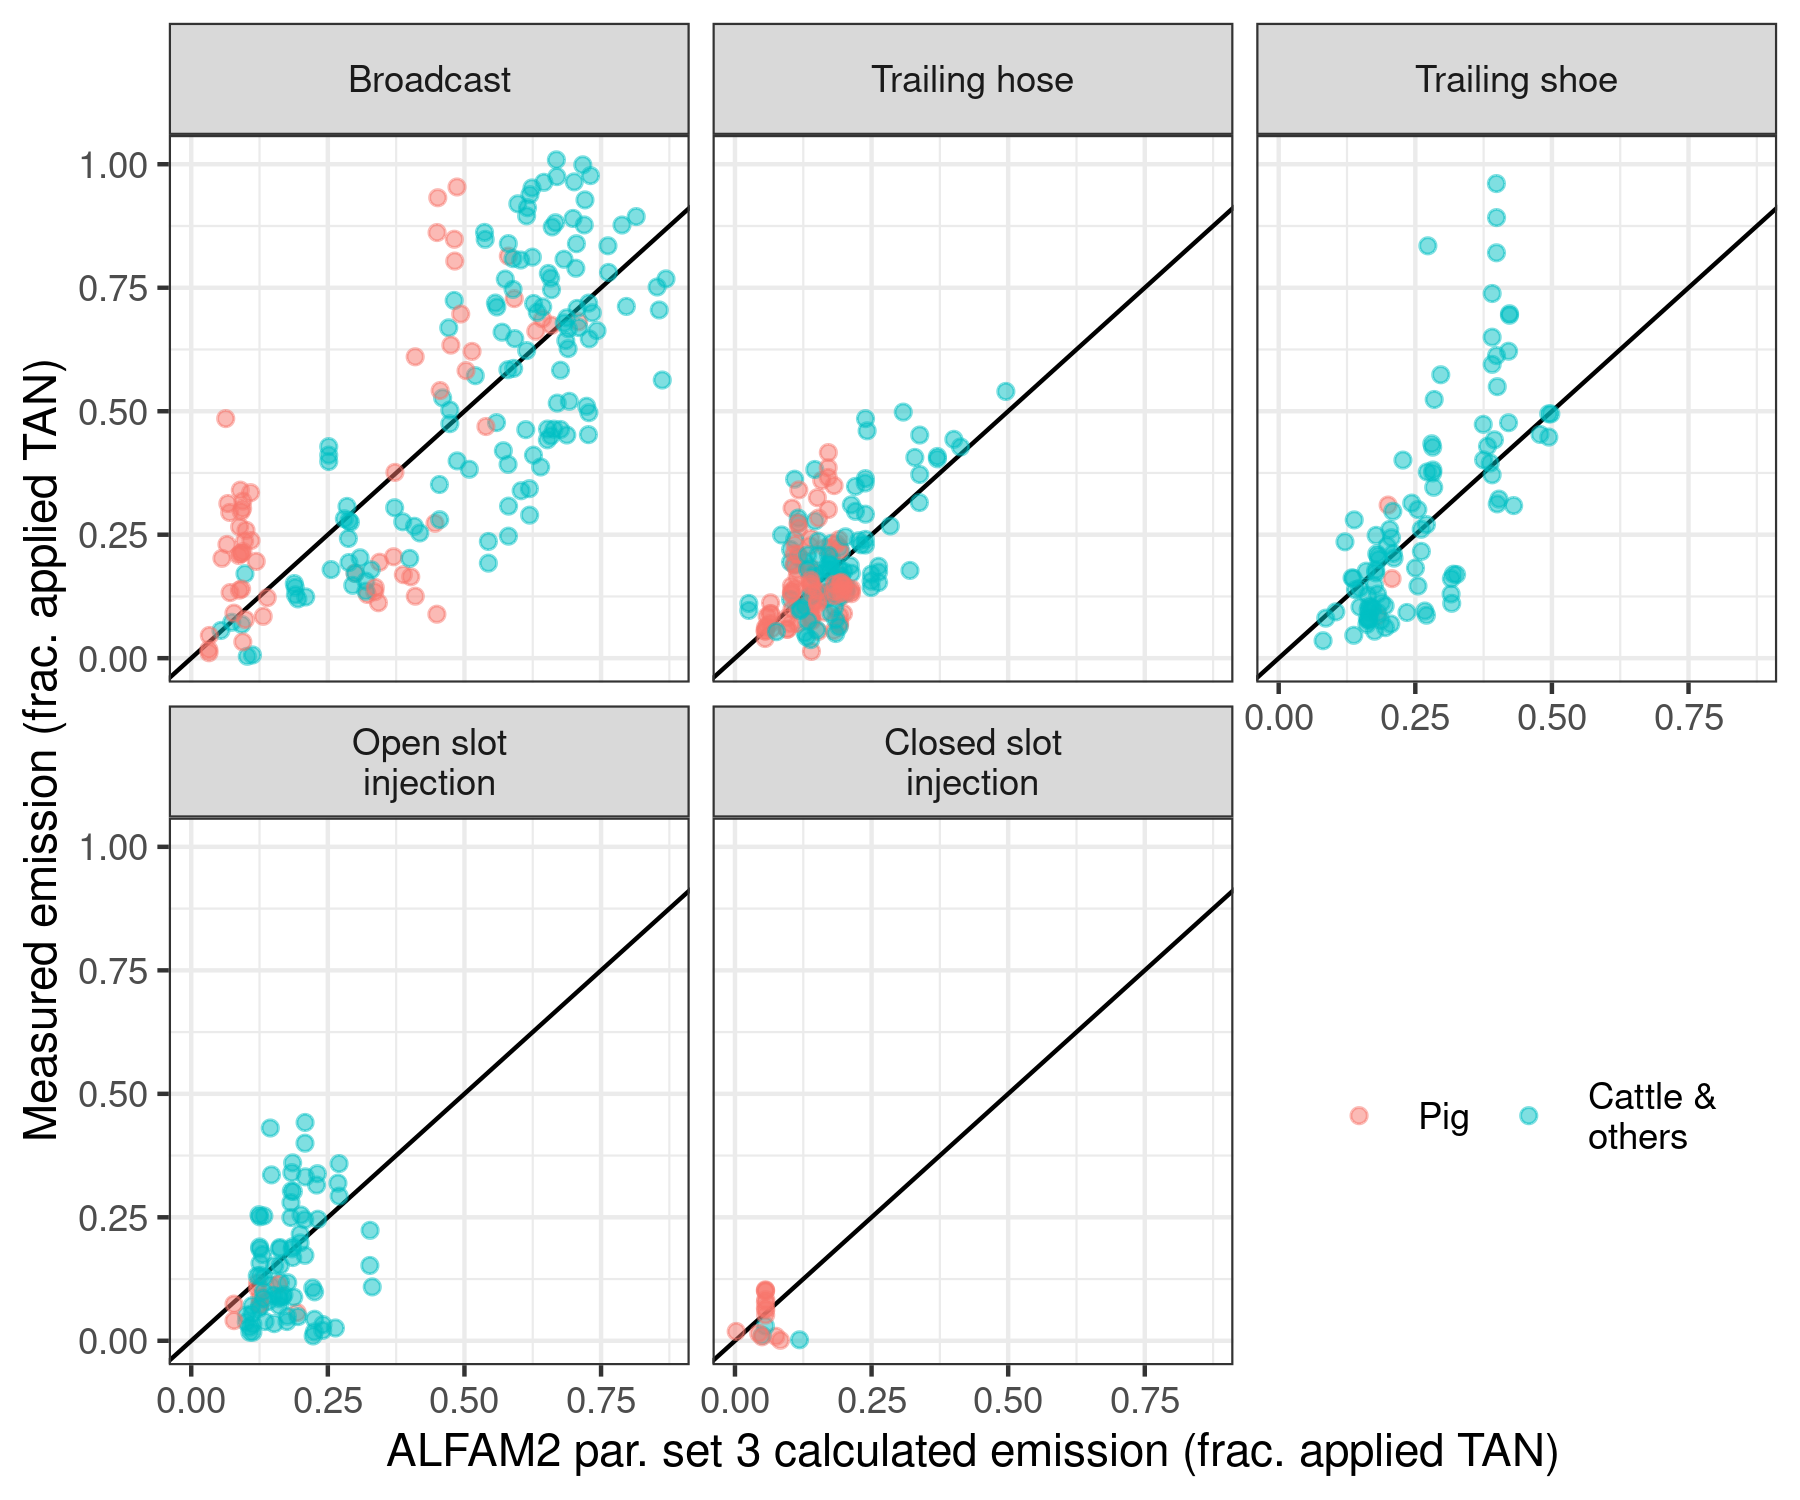 Broadcast
Trailing hose
Trailing shoe
1.00
0.75
0.50
0.25
0.00
0.00 0.25 0.50 0.75
Open slot
injection
Closed slot
injection
1.00
0.75
0.50
0.25
0.00
0.00 0.25 0.50 0.75
0.00 0.25 0.50 0.75
Measured emission (frac. applied TAN)
ALFAM2 par. set 3 calculated emission (frac. applied TAN)
Pig
Cattle &
others